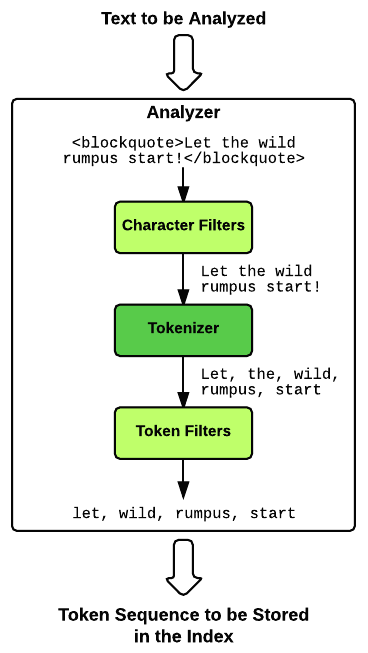 Text to be Analyzed
Analyzer
<blockquote>Let the wild
rumpus start!</blockquote>
Character Filters
Let the wild
rumpus start!
Tokenizer
Let, the, wild,
rumpus, start
Token Filters
let, wild, rumpus, start
Token Sequence to be Stored
in the Index